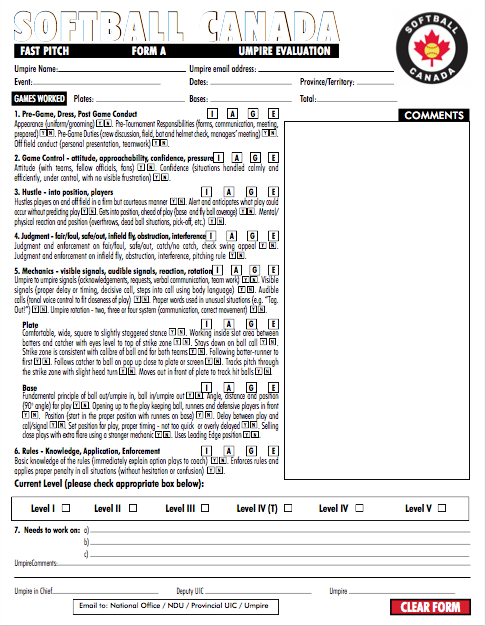 SOFTBALL CANADA
FAST PITCH FORM A UMPIRE EVALUATION
SOFTBALL CANADA
Umpire Name: Umpire email address:
Event: Dates: Province/Territory:
GAMES WORKED Plates: Bases: Total:
COMMENTS
1. Pre-Game, Dress, Post Game Conduct I A G E
Appearance (uniform/grooming) Y N. Pre-Tournament Responsibilities (forms, communication, meeting,
prepared) Y N. Pre-Game Duties (crew discussion, field, bat and helmet check, managers' meeting) Y N.
Off field conduct (personal presentation, teamwork) Y N.
2. Game Control - attitude, approachability, confidence, pressure I A G E
Attitude (with teams, fellow officials, fans) Y N. Confidence (situations handled calmly and
efficiently, under control, with no visible frustration) Y N.
3. Hustle - into position, players I A G E
Hustles players on and off field in a firm but courteous manner Y N. Alert and anticipates what play could
occur without predicting play Y N. Gets into position, ahead of play (base and fly ball coverage) Y N. Mental/
physical reaction and position (overthrows, dead ball situations, pick-off, etc.) Y N.
4. Judgment - fair/foul, safe/out, infield fly, obstruction, interference I A G E
Judgment and enforcement on fair/foul, safe/out, catch/no catch, check swing appeal Y N.
Judgment and enforcement on infield fly, obstruction, interference, pitching rule Y N.
5. Mechanics - visible signals, audible signals, reaction, rotation I A G E
Umpire to umpire signals (acknowledgements, requests, verbal communication, team work) Y N. Visible
signals (proper delay or timing, decisive call, steps into call using body language) Y N. Audible
calls (tonal voice control to fit closeness of play) Y N. Proper words used in unusual situations (e.g. "Tag,
Out!") Y N. Umpire rotation - two, three or four system (communication, correct movement) Y N.
Plate I A G E
Comfortable, wide, square to slightly staggered stance Y N. Working inside slot area between
batters and catcher with eyes level to top of strike zone Y N. Stays down on ball call Y N.
Strike zone is consistent with calibre of ball and for both teams Y N. Following batter-runner to
first Y N. Follows catcher to ball on pop up close to plate or screen Y N. Tracks pitch through
the strike zone with slight head turn Y N. Moves out in front of plate to track hit balls Y N.
Base I A G E
Fundamental principle of ball out/umpire in, ball in/umpire out Y N. Angle, distance and position
(90° angle) for play Y N. Opening up to the play keeping ball, runners and defensive players in front
Y N. Position (start in the proper position with runners on base) Y N. Delay between play and
call/signal Y N. Set position for play, proper timing - not too quick or overly delayed Y N. Selling
close plays with extra flare using a stronger mechanic Y N. Uses Leading Edge position Y N.
6. Rules - Knowledge, Application, Enforcement I A G E
Basic knowledge of the rules (immediately explain option plays to coach) Y N. Enforces rules and
applies proper penalty in all situations (without hesitation or confusion) Y N.
Current Level (please check appropriate box below):
Level I Level II Level III Level IV (T) Level IV Level V
7. Needs to work on: a)
b)
c)
UmpireComments:
Umpire in Chief Deputy UIC Umpire
Email to: National Office / NDU / Provincial UIC / Umpire
CLEAR FORM